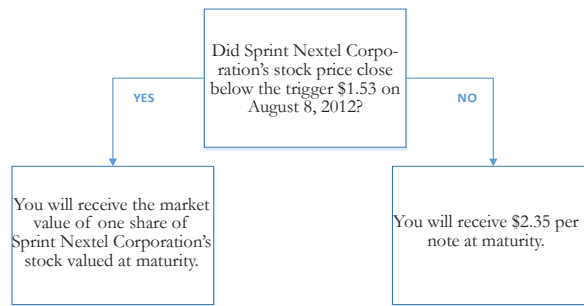 Did Sprint Nextel Corpo-
ration's stock price close
below the trigger $1.53 on
August 8, 2012?
YES
NO
You will receive the market
value of one share of
Sprint Nextel Corporation's
stock valued at maturity.
You will receive $2.35 per
note at maturity.